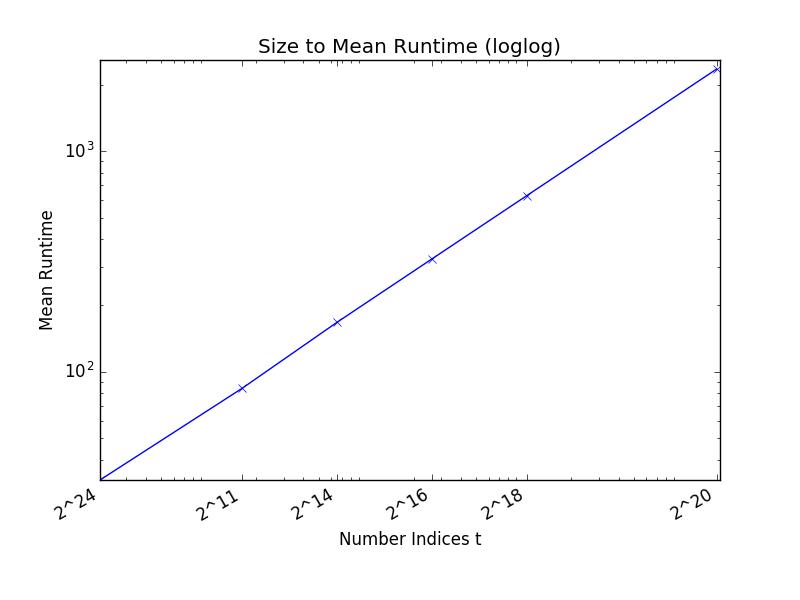 Size to Mean Runtime (loglog)
Mean Runtime
10^3
10^2
2^24 2^11 2^14 2^16 2^18 2^20
Number Indices t